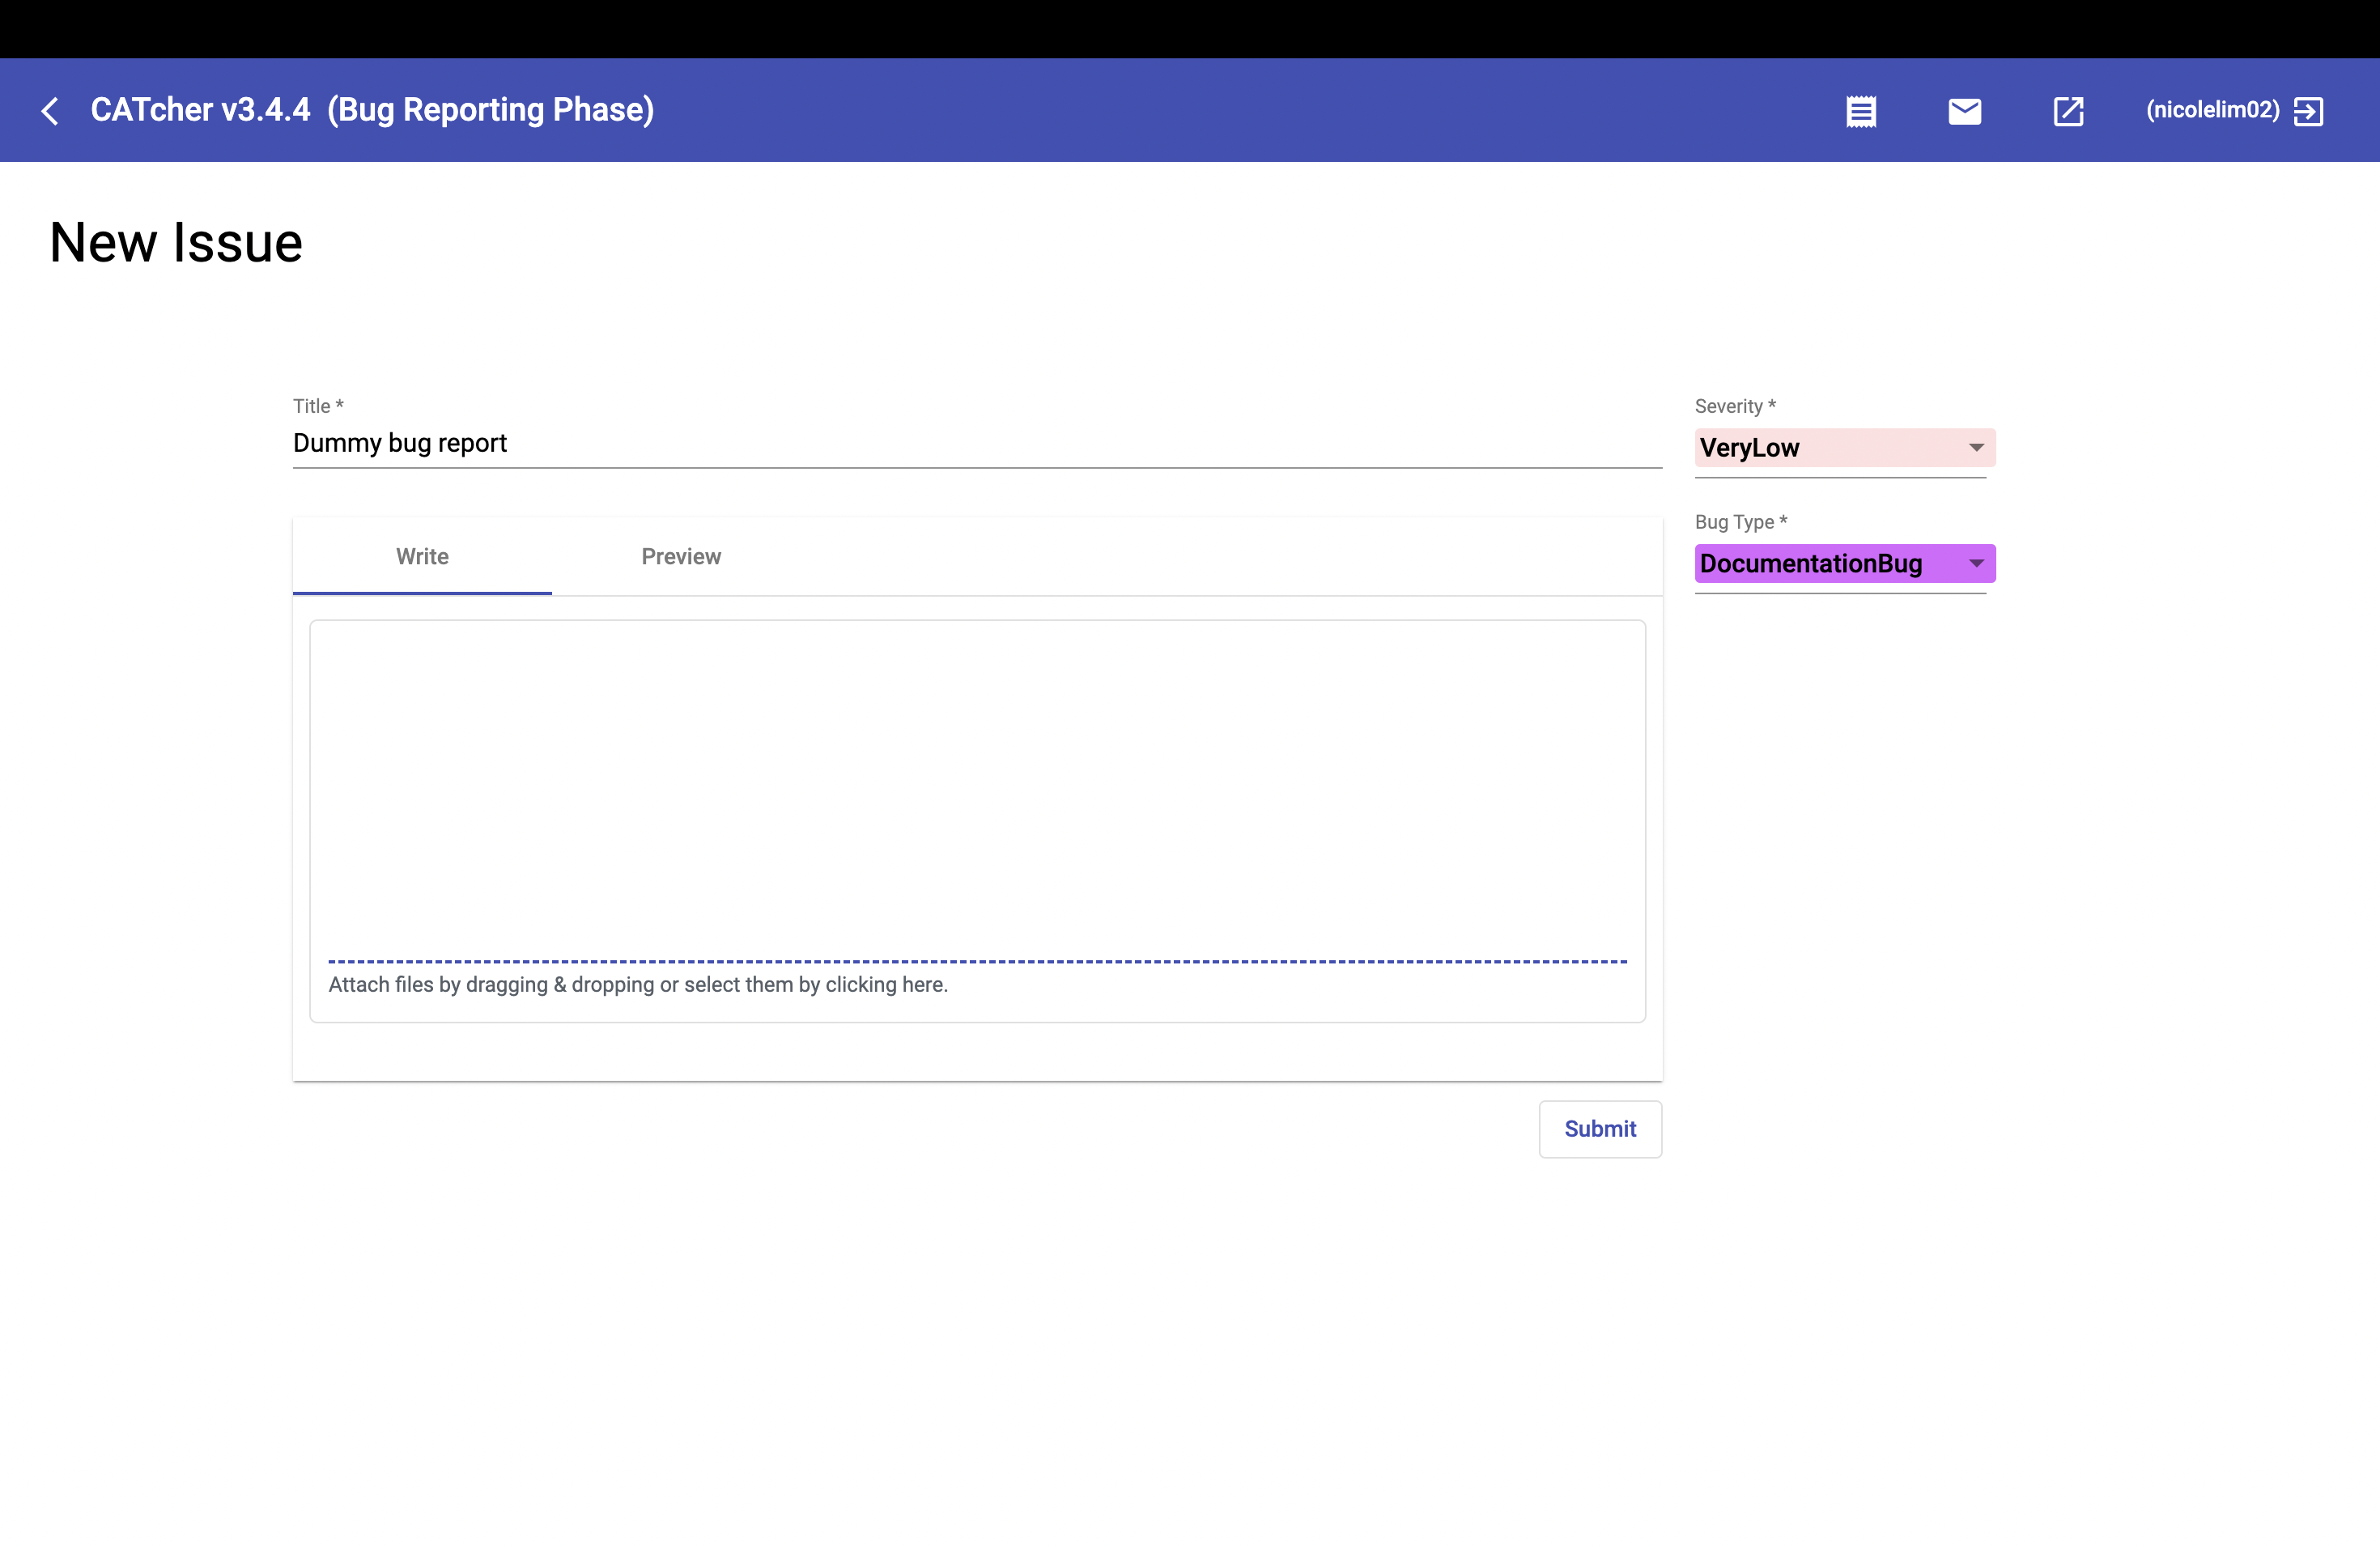 CATcher v3.4.4 (Bug Reporting Phase)
(nicolelim02)
New Issue
Title *
Dummy bug report
Severity *
VeryLow
Bug Type *
DocumentationBug
Write
Preview
Attach files by dragging & dropping or select them by clicking here.
Submit